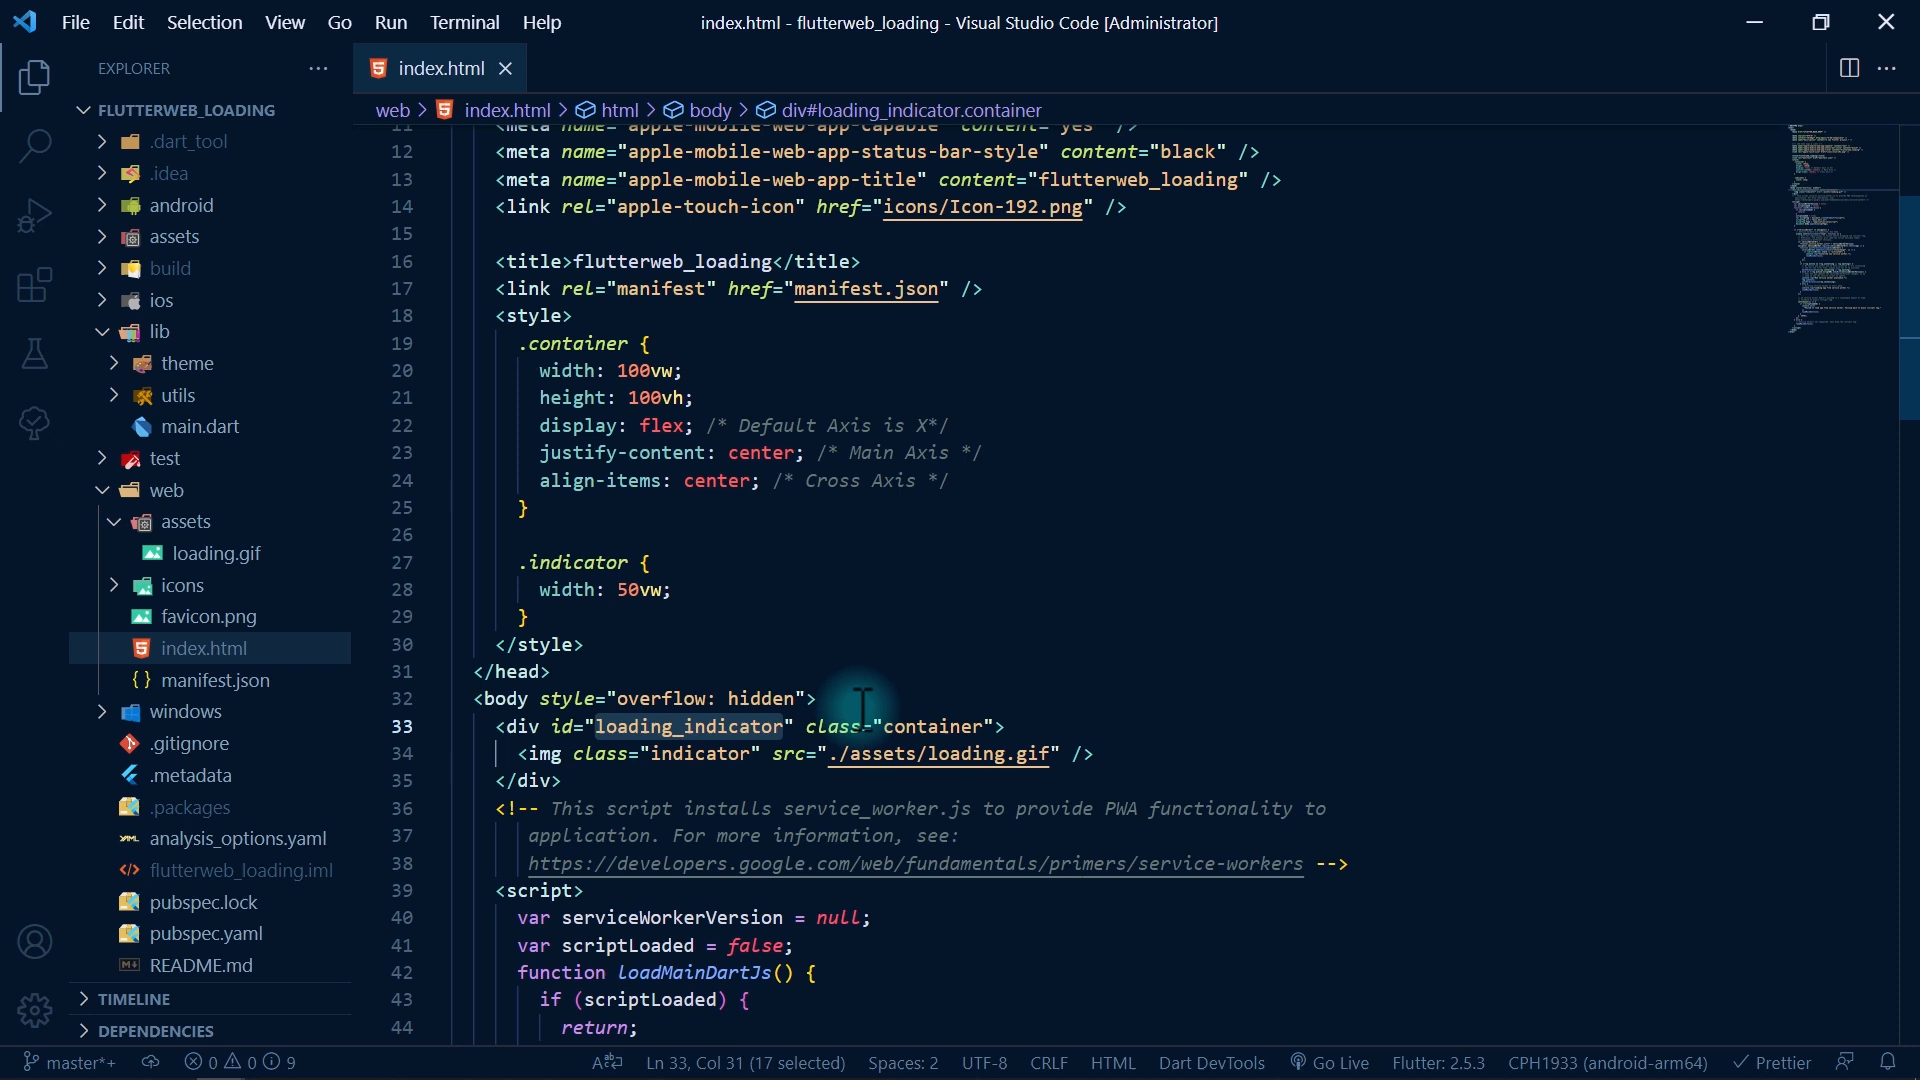 File Edit Selection View Go Run Terminal Help
index.html - flutterweb_loading - Visual Studio Code [Administrator]
EXPLORER
FLUTTERWEB_LOADING
.dart_tool
.idea
android
assets
build
ios
lib
theme
utils
main.dart
test
web
assets
loading.gif
icons
favicon.png
index.html
manifest.json
windows
.gitignore
.metadata
.packages
analysis_options.yaml
flutterweb_loading.iml
pubspec.lock
pubspec.yaml
README.md
TIMELINE
DEPENDENCIES
index.html
web > index.html > html > body > div#loading_indicator.container
11 <meta name="apple-mobile-web-app-capable" content="yes" />
12 <meta name="apple-mobile-web-app-status-bar-style" content="black" />
13 <meta name="apple-mobile-web-app-title" content="flutterweb_loading" />
14 <link rel="apple-touch-icon" href="icons/Icon-192.png" />
15
16 <title>flutterweb_loading</title>
17 <link rel="manifest" href="manifest.json" />
18 <style>
19 .container {
20 width: 100vw;
21 height: 100vh;
22 display: flex; /* Default Axis is X*/
23 justify-content: center; /* Main Axis */
24 align-items: center; /* Cross Axis */
25 }
26
27 .indicator {
28 width: 50vw;
29 }
30 </style>
31 </head>
32 <body style="overflow: hidden">
33 <div id="loading_indicator" class="container">
34 <img class="indicator" src="./assets/loading.gif" />
35 </div>
36 <!-- This script installs service_worker.js to provide PWA functionality to
37 application. For more information, see:
38 https://developers.google.com/web/fundamentals/primers/service-workers -->
39 <script>
40 var serviceWorkerVersion = null;
41 var scriptLoaded = false;
42 function loadMainDartJs() {
43 if (scriptLoaded) {
44 return;
master*+ 0 0 9 Ln 33, Col 31 (17 selected) Spaces: 2 UTF-8 CRLF HTML Dart DevTools Go Live Flutter: 2.5.3 CPH1933 (android-arm64) Prettier